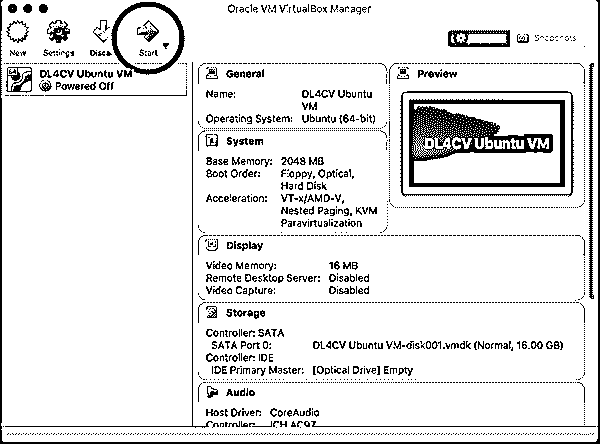 Oracle VM VirtualBox Manager
New Settings Start
Snapshots
DL4CV Ubuntu VM
Powered Off
General
Name: DL4CV Ubuntu
VM
Operating System: Ubuntu (64-bit)
Preview
DL4CV Ubuntu VM
System
Base Memory: 2048 MB
Boot Order: Floppy, Optical,
Hard Disk
Acceleration: VT-x/AMD-V,
Nested Paging, KVM
Paravirtualization
Display
Video Memory: 16 MB
Remote Desktop Server: Disabled
Video Capture: Disabled
Storage
Controller: SATA
SATA Port 0: DL4CV Ubuntu VM-disk001.vmdk (Normal, 16.00 GB)
Controller: IDE
IDE Primary Master: [Optical Drive] Empty
Audio
Host Driver: CoreAudio
Controller: ICH AC97